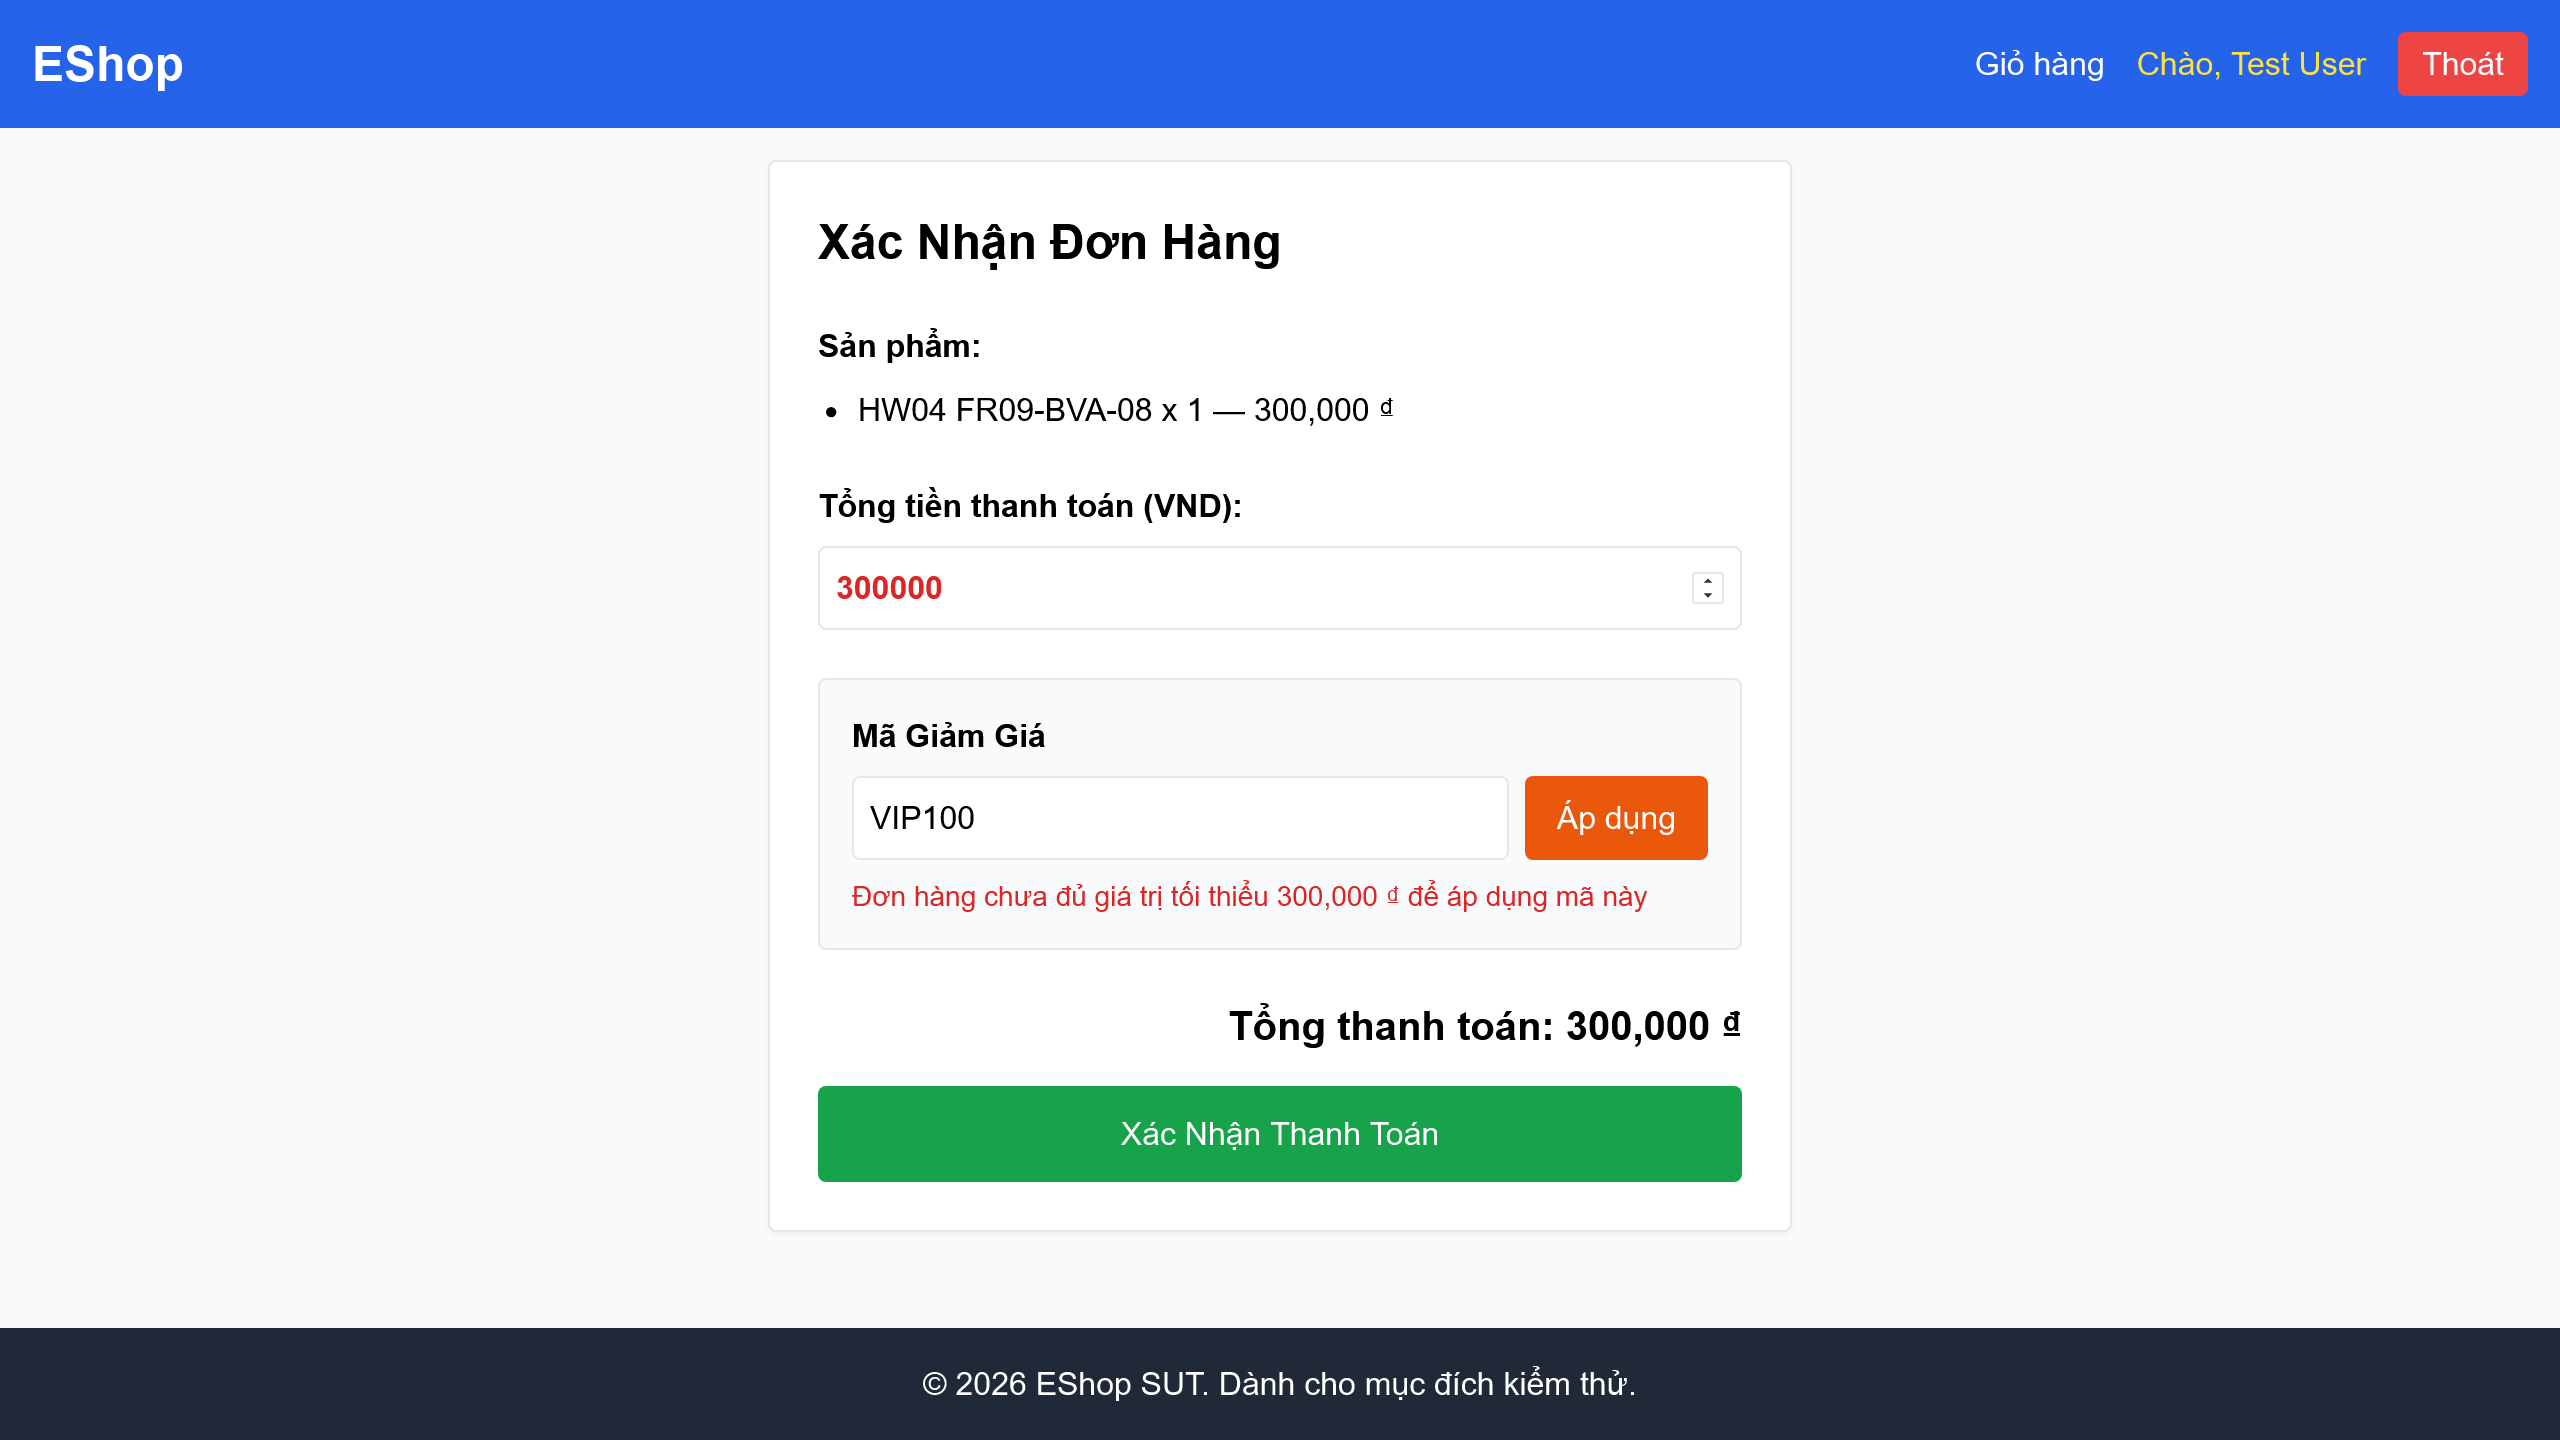 EShop
Giỏ hàng
Chào, Test User
Thoát
Xác Nhận Đơn Hàng
Sản phẩm:
• HW04 FR09-BVA-08 x 1 — 300,000 ₫
Tổng tiền thanh toán (VND):
300000
Mã Giảm Giá
VIP100
Áp dụng
Đơn hàng chưa đủ giá trị tối thiểu 300,000 ₫ để áp dụng mã này
Tổng thanh toán: 300,000 ₫
Xác Nhận Thanh Toán
© 2026 EShop SUT. Dành cho mục đích kiểm thử.